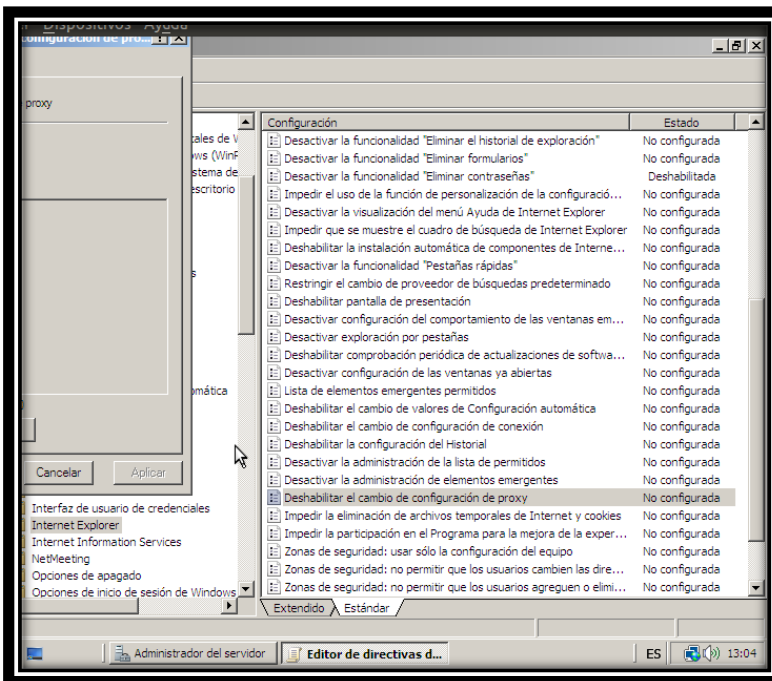 Dispositivos Ayuda
onfiguración de pro...
proxy
Cancelar
Aplicar
tales de
ows (WinR
stema de
escritorio
s
omática
Interfaz de usuario de credenciales
Internet Explorer
Internet Information Services
NetMeeting
Opciones de apagado
Opciones de inicio de sesión de Windows
Configuración Estado
Desactivar la funcionalidad "Eliminar el historial de exploración" No configurada
Desactivar la funcionalidad "Eliminar formularios" No configurada
Desactivar la funcionalidad "Eliminar contraseñas" Deshabilitada
Impedir el uso de la función de personalización de la configuració... No configurada
Desactivar la visualización del menú Ayuda de Internet Explorer No configurada
Impedir que se muestre el cuadro de búsqueda de Internet Explorer No configurada
Deshabilitar la instalación automática de componentes de Interne... No configurada
Desactivar la funcionalidad "Pestañas rápidas" No configurada
Restringir el cambio de proveedor de búsquedas predeterminado No configurada
Deshabilitar pantalla de presentación No configurada
Desactivar configuración del comportamiento de las ventanas em... No configurada
Desactivar exploración por pestañas No configurada
Deshabilitar comprobación periódica de actualizaciones de softwa... No configurada
Desactivar configuración de las ventanas ya abiertas No configurada
Lista de elementos emergentes permitidos No configurada
Deshabilitar el cambio de valores de Configuración automática No configurada
Deshabilitar el cambio de configuración de conexión No configurada
Deshabilitar la configuración del Historial No configurada
Desactivar la administración de la lista de permitidos No configurada
Desactivar la administración de elementos emergentes No configurada
Deshabilitar el cambio de configuración de proxy No configurada
Impedir la eliminación de archivos temporales de Internet y cookies No configurada
Impedir la participación en el Programa para la mejora de la exper... No configurada
Zonas de seguridad: usar sólo la configuración del equipo No configurada
Zonas de seguridad: no permitir que los usuarios cambien las dire... No configurada
Zonas de seguridad: no permitir que los usuarios agreguen o elimi... No configurada
Extendido Estándar
Administrador del servidor Editor de directivas d... ES 13:04